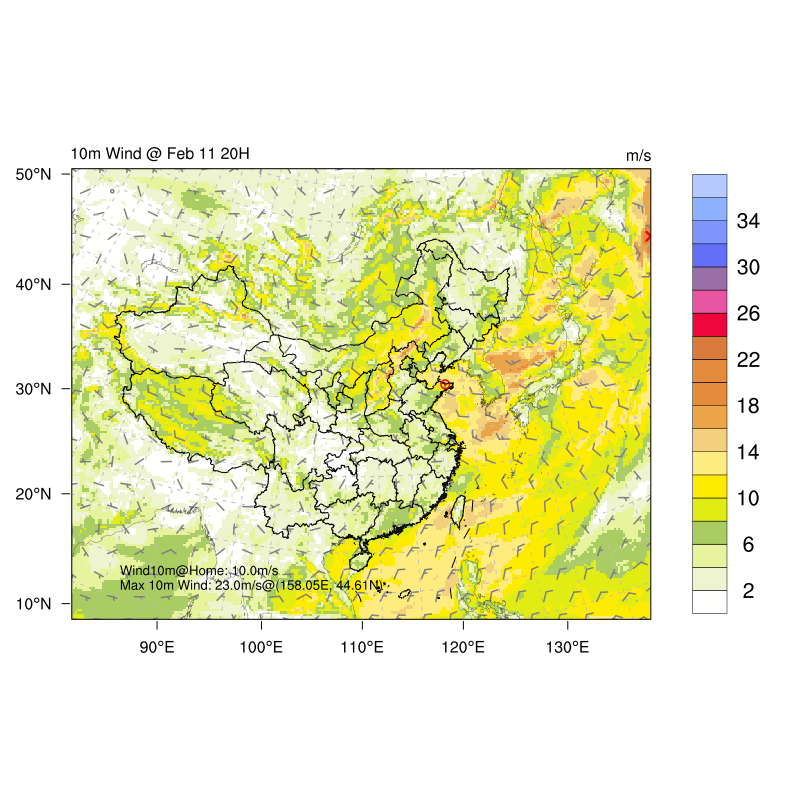 10m Wind @ Feb 11 20H
m/s
50°N
40°N
30°N
20°N
10°N
90°E
100°E
110°E
120°E
130°E
Wind10m@Home: 10.0m/s
Max 10m Wind: 23.0m/s@(158.05E, 44.61N)
34
30
26
22
18
14
10
6
2